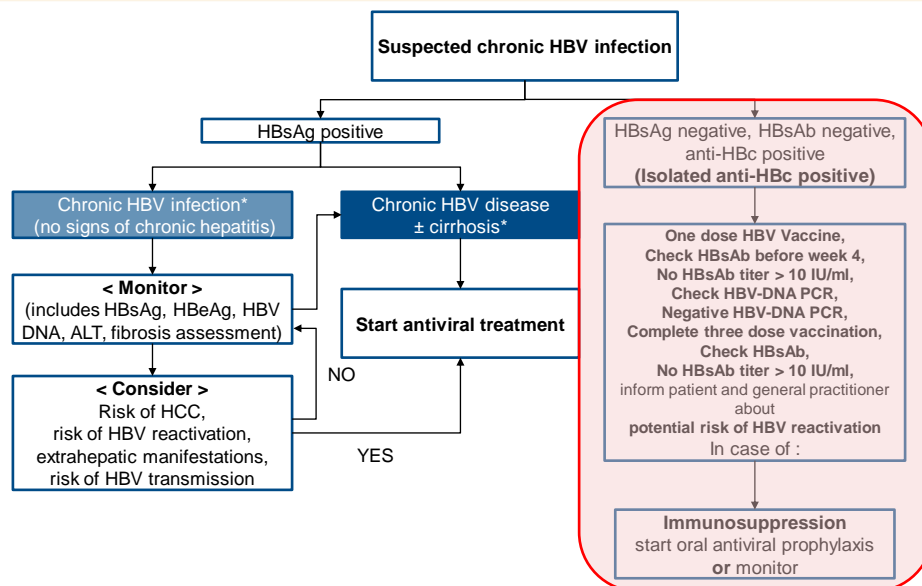 Suspected chronic HBV infection
HBsAg positive
HBsAg negative, HBsAb negative,
anti-HBc positive
(Isolated anti-HBc positive)
Chronic HBV infection*
(no signs of chronic hepatitis)
Chronic HBV disease
± cirrhosis*
< Monitor >
(includes HBsAg, HBeAg, HBV
DNA, ALT, fibrosis assessment)
Start antiviral treatment
NO
< Consider >
Risk of HCC,
risk of HBV reactivation,
extrahepatic manifestations,
risk of HBV transmission
YES
One dose HBV Vaccine,
Check HBsAb before week 4,
No HBsAb titer > 10 IU/ml,
Check HBV-DNA PCR,
Negative HBV-DNA PCR,
Complete three dose vaccination,
Check HBsAb,
No HBsAb titer > 10 IU/ml,
inform patient and general practitioner
about
potential risk of HBV reactivation
In case of :
Immunosuppression
start oral antiviral prophylaxis
or monitor